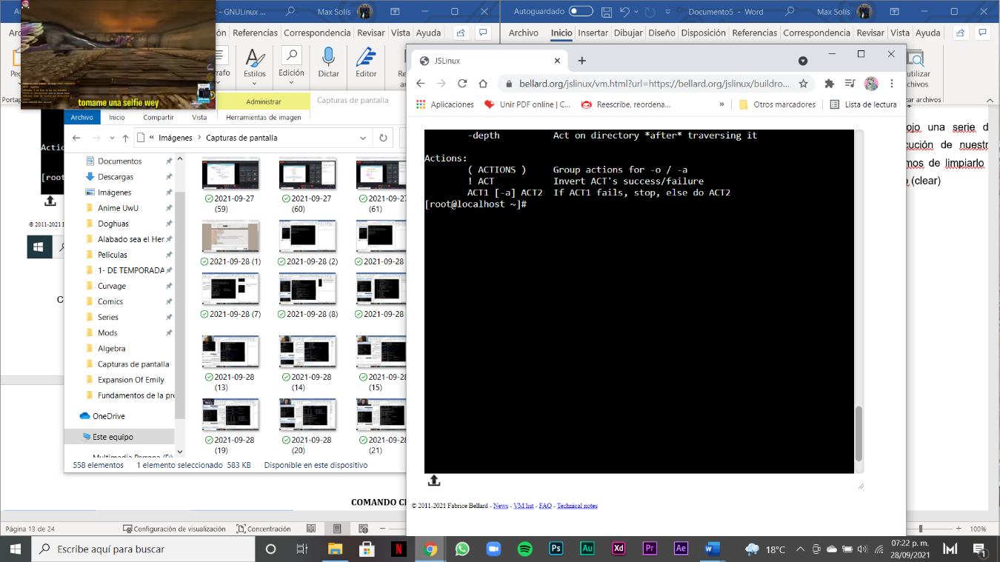 - GNULinux
Max Solís
Referencias
Correspondencia
Revisar
Vista
Ayuda
Estilos
Edición
Dictar
Editor
tomame una selfie wey
Autoguardado
Documento5 - Word
Max Solís
Archivo
Inicio
Insertar
Dibujar
Diseño
Disposición
Referencias
Correspondencia
Revisar
Vista
Ayuda
Administrar
Capturas de pantalla
Archivo
Inicio
Compartir
Vista
Herramientas de imagen
« Imágenes > Capturas de pantalla
Documentos
Descargas
Imágenes
Anime UwU
Doghuas
Alabado sea el Her
Películas
1- DE TEMPORADA
Curvage
Comics
Series
Mods
Algebra
Capturas de pantalla
Expansion Of Emily
Fundamentos de la pro
OneDrive
Este equipo
2021-09-27 (59)
2021-09-27 (60)
2021-09-27 (61)
2021-09-28 (1)
2021-09-28 (2)
2021-09-28
2021-09-28 (7)
2021-09-28 (8)
2021-09-28
2021-09-28 (13)
2021-09-28 (14)
2021-09-28 (15)
2021-09-28 (19)
2021-09-28 (20)
2021-09-28 (21)
558 elementos
1 elemento seleccionado 583 KB
Disponible en este dispositivo
Actio
[root
© 2011-2021
JSLinux
bellard.org/jslinux/vm.html?url=https://bellard.org/jslinux/buildro...
Aplicaciones
Unir PDF online | C...
Reescribe, reordena...
»
Otros marcadores
Lista de lectura
-depth Act on directory *after* traversing it
Actions:
( ACTIONS ) Group actions for -o / -a
! ACT Invert ACT's success/failure
ACT1 [-a] ACT2 If ACT1 fails, stop, else do ACT2
[root@localhost ~]#
© 2011-2021 Fabrice Bellard - News - VM list - FAQ - Technical notes
utilizar
chivos
zar archivos
ojo una serie d
cución de nuestr
mos de limpiarlo
o (clear)
COMANDO C
Página 13 de 24
Configuración de visualización
Concentración
100%
Escribe aquí para buscar
18°C
07:22 p. m.
28/09/2021
1